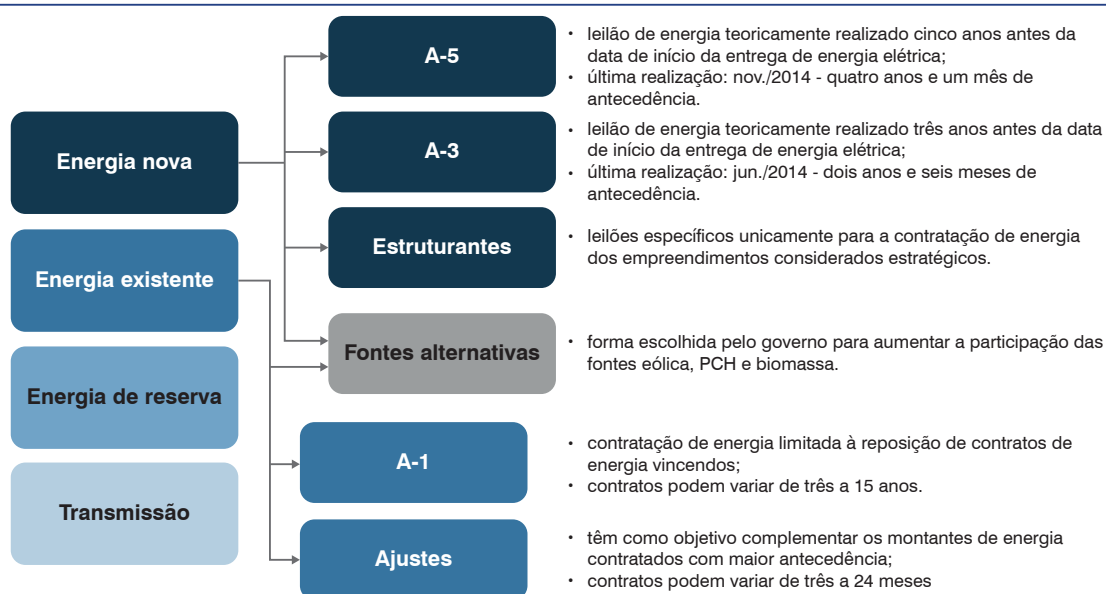 Energia nova
Energia existente
Energia de reserva
Transmissão
A-5
• leilão de energia teoricamente realizado cinco anos antes da
data de início da entrega de energia elétrica;
• última realização: nov./2014 - quatro anos e um mês de
antecedência.
A-3
• leilão de energia teoricamente realizado três anos antes da data
de início da entrega de energia elétrica;
• última realização: jun./2014 - dois anos e seis meses de
antecedência.
Estruturantes
• leilões específicos unicamente para a contratação de energia
dos empreendimentos considerados estratégicos.
Fontes alternativas
• forma escolhida pelo governo para aumentar a participação das
fontes eólica, PCH e biomassa.
A-1
• contratação de energia limitada à reposição de contratos de
energia vincendos;
• contratos podem variar de três a 15 anos.
Ajustes
• têm como objetivo complementar os montantes de energia
contratados com maior antecedência;
• contratos podem variar de três a 24 meses